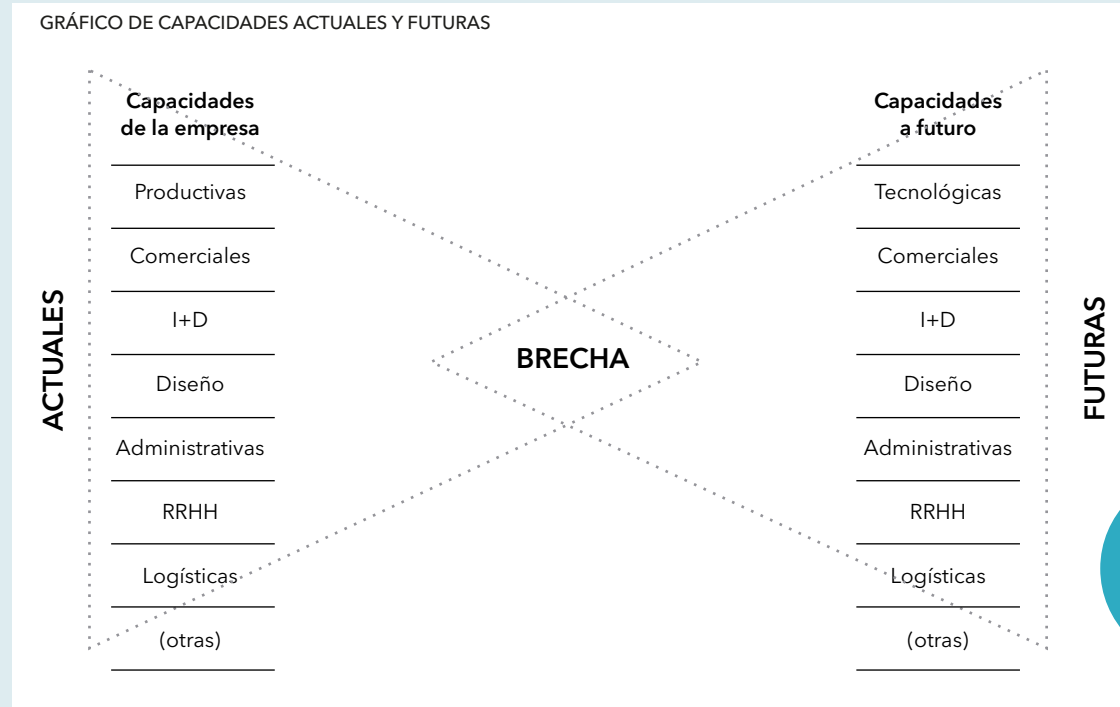 GRÁFICO DE CAPACIDADES ACTUALES Y FUTURAS
ACTUALES
Capacidades
de la empresa
Productivas
Comerciales
I+D
Diseño
Administrativas
RRHH
Logísticas
(otras)
BRECHA
Capacidades
a futuro
Tecnológicas
Comerciales
I+D
Diseño
Administrativas
RRHH
Logísticas
(otras)
FUTURAS